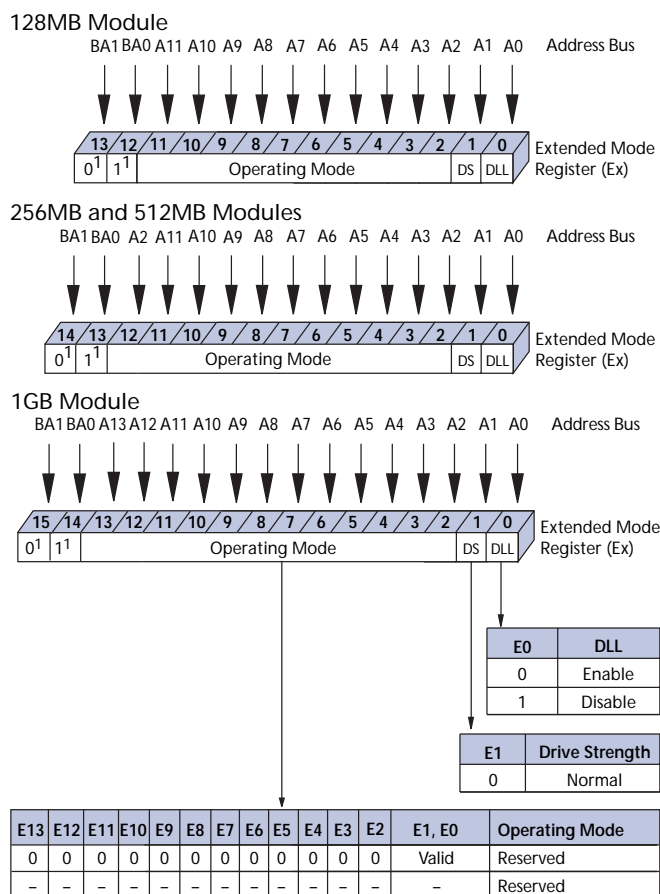 128MB Module
BA1 BA0 A11 A10 A9 A8 A7 A6 A5 A4 A3 A2 A1 A0 Address Bus
13 12 11 10 9 8 7 6 5 4 3 2 1 0 Extended Mode
0¹ 1¹ Operating Mode DS DLL Register (Ex)
256MB and 512MB Modules
BA1 BA0 A2 A11 A10 A9 A8 A7 A6 A5 A4 A3 A2 A1 A0 Address Bus
14 13 12 11 10 9 8 7 6 5 4 3 2 1 0 Extended Mode
0¹ 1¹ Operating Mode DS DLL Register (Ex)
1GB Module
BA1 BA0 A13 A12 A11 A10 A9 A8 A7 A6 A5 A4 A3 A2 A1 A0 Address Bus
15 14 13 12 11 10 9 8 7 6 5 4 3 2 1 0 Extended Mode
0¹ 1¹ Operating Mode DS DLL Register (Ex)
E0 DLL
0 Enable
1 Disable
E1 Drive Strength
0 Normal
E13 E12 E11 E10 E9 E8 E7 E6 E5 E4 E3 E2 E1, E0 Operating Mode
0 0 0 0 0 0 0 0 0 0 0 0 Valid Reserved
– – – – – – – – – – – – – Reserved